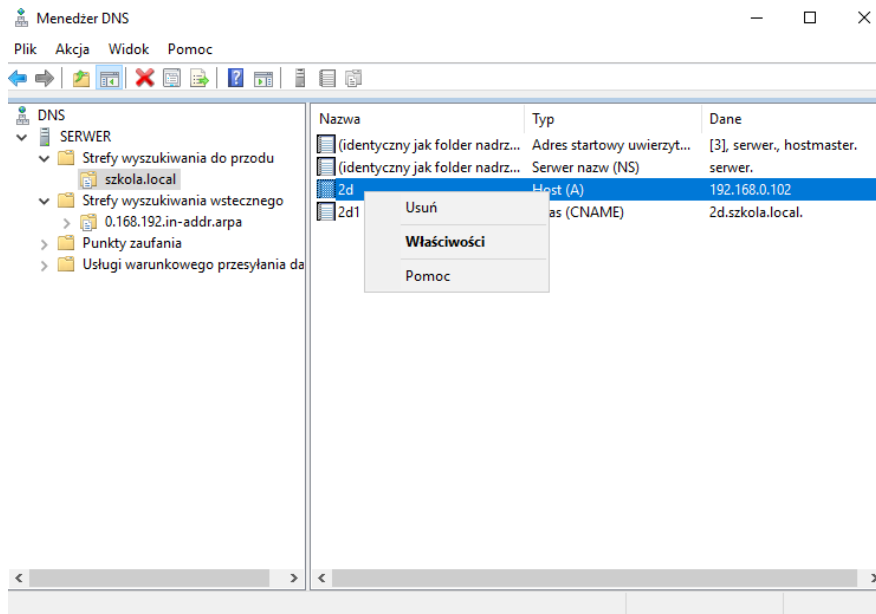 Menedżer DNS
Plik Akcja Widok Pomoc
DNS
SERWER
Strefy wyszukiwania do przodu
szkola.local
Strefy wyszukiwania wstecznego
0.168.192.in-addr.arpa
Punkty zaufania
Usługi warunkowego przesyłania da
Nazwa Typ Dane
(identyczny jak folder nadrz... Adres startowy uwierzyt... [3], serwer., hostmaster.
(identyczny jak folder nadrz... Serwer nazw (NS) serwer.
2d Host (A) 192.168.0.102
2d1 as (CNAME) 2d.szkola.local.
Usuń
Właściwości
Pomoc